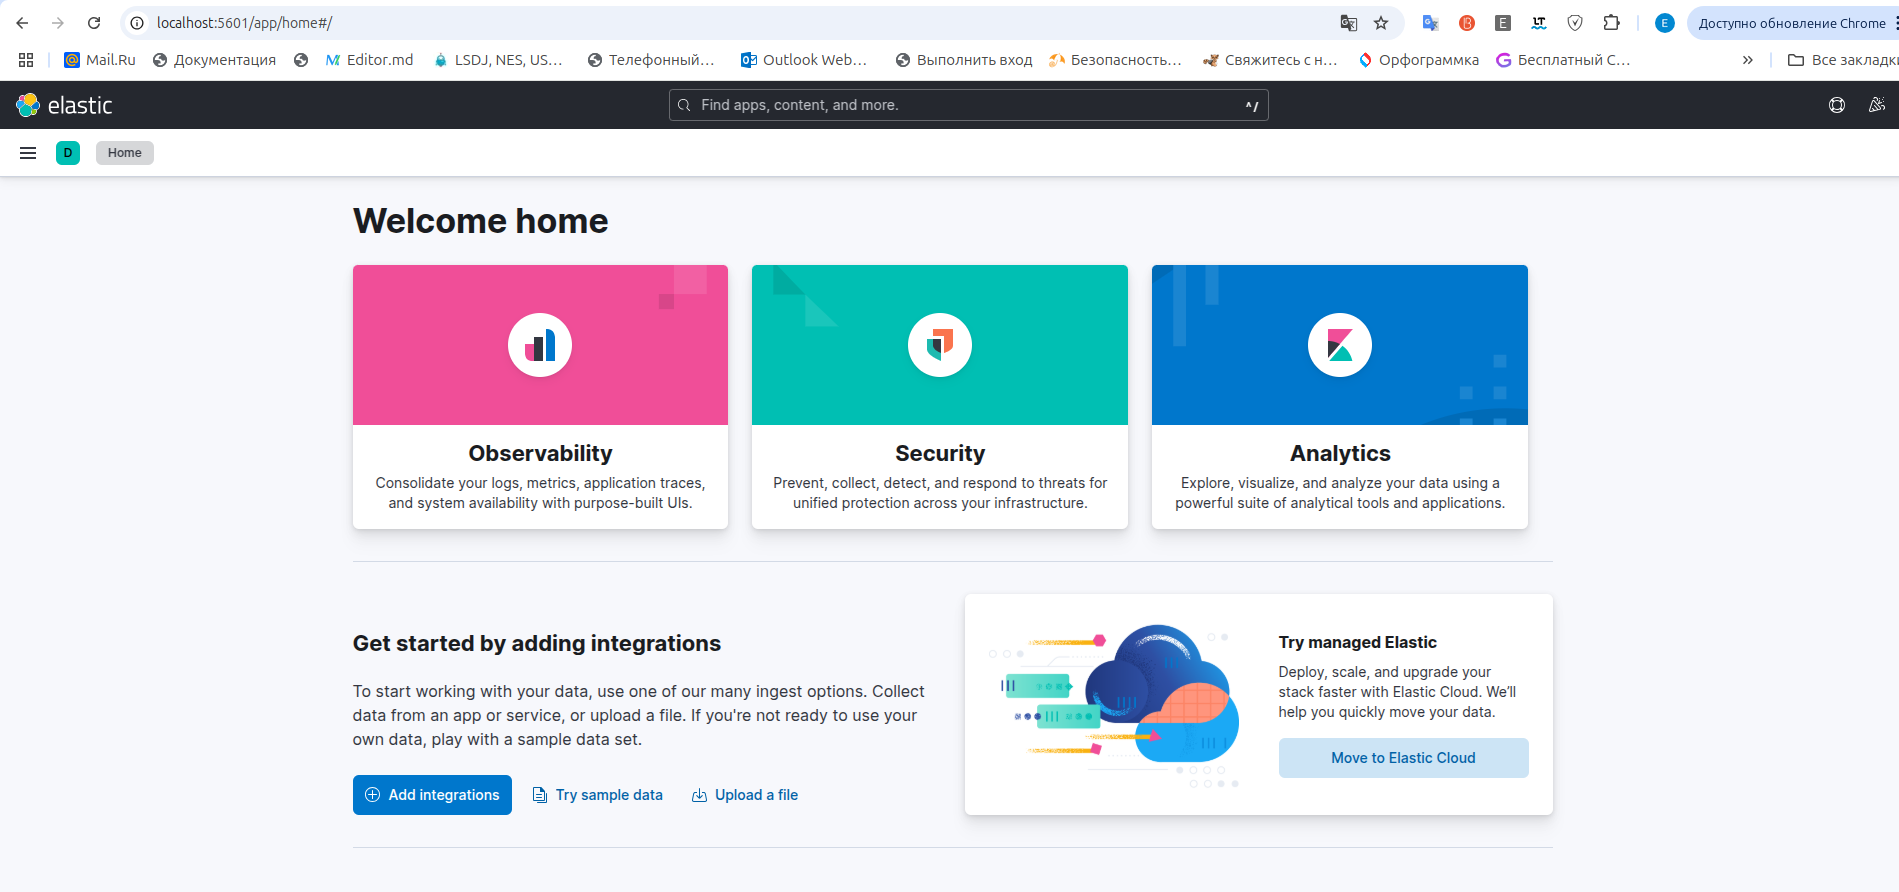 localhost:5601/app/home#/
E
Доступно обновление Chrome
Mail.Ru
Документация
Editor.md
LSDJ, NES, US...
Телефонный...
Outlook Web...
Выполнить вход
Безопасность...
Свяжитесь с н...
Орфограммка
Бесплатный С...
»
Все закладки
elastic
Find apps, content, and more.
^/
D
Home
Welcome home
Observability
Consolidate your logs, metrics, application traces,
and system availability with purpose-built UIs.
Security
Prevent, collect, detect, and respond to threats for
unified protection across your infrastructure.
Analytics
Explore, visualize, and analyze your data using a
powerful suite of analytical tools and applications.
Get started by adding integrations
To start working with your data, use one of our many ingest options. Collect
data from an app or service, or upload a file. If you're not ready to use your
own data, play with a sample data set.
Add integrations
Try sample data
Upload a file
Try managed Elastic
Deploy, scale, and upgrade your
stack faster with Elastic Cloud. We’ll
help you quickly move your data.
Move to Elastic Cloud